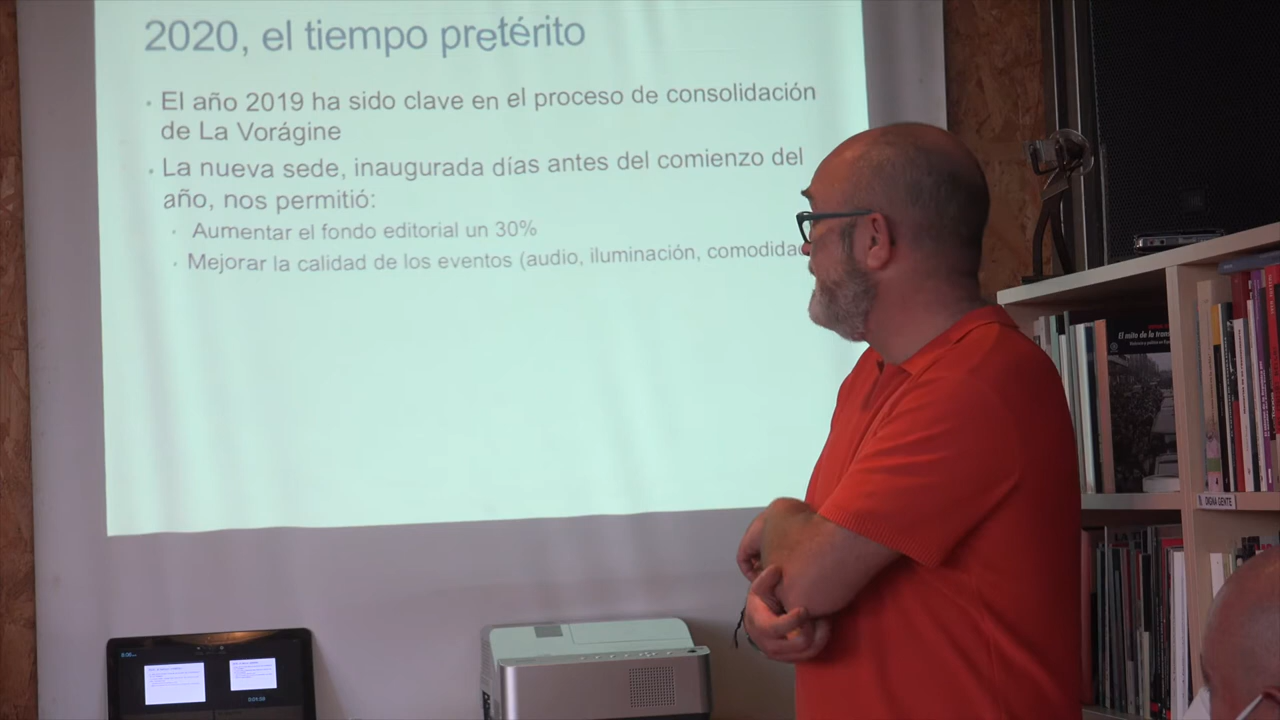 2020, el tiempo pretérito
· El año 2019 ha sido clave en el proceso de consolidación
de La Vorágine
· La nueva sede, inaugurada días antes del comienzo del
año, nos permitió:
· Aumentar el fondo editorial un 30%
· Mejorar la calidad de los eventos (audio, iluminación,
El mito de la
DIGNA GENTE